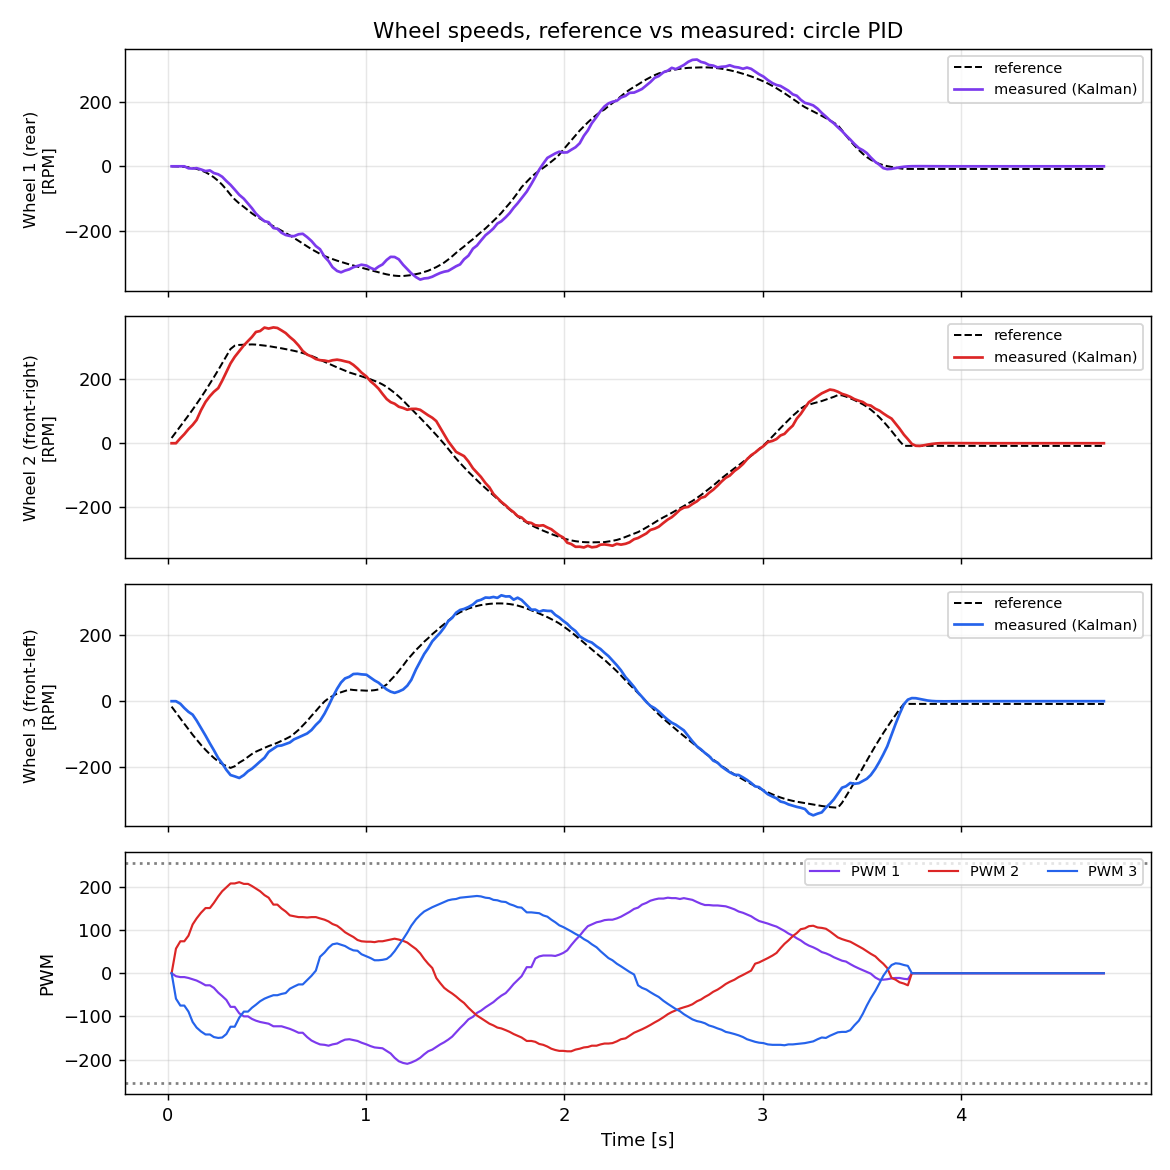 Wheel speeds, reference vs measured: circle PID
Wheel 1 (rear)
[RPM]
200
0
−200
reference
measured (Kalman)
Wheel 2 (front-right)
[RPM]
200
0
−200
reference
measured (Kalman)
Wheel 3 (front-left)
[RPM]
200
0
−200
reference
measured (Kalman)
PWM
200
100
0
−100
−200
PWM 1 PWM 2 PWM 3
0 1 2 3 4
Time [s]